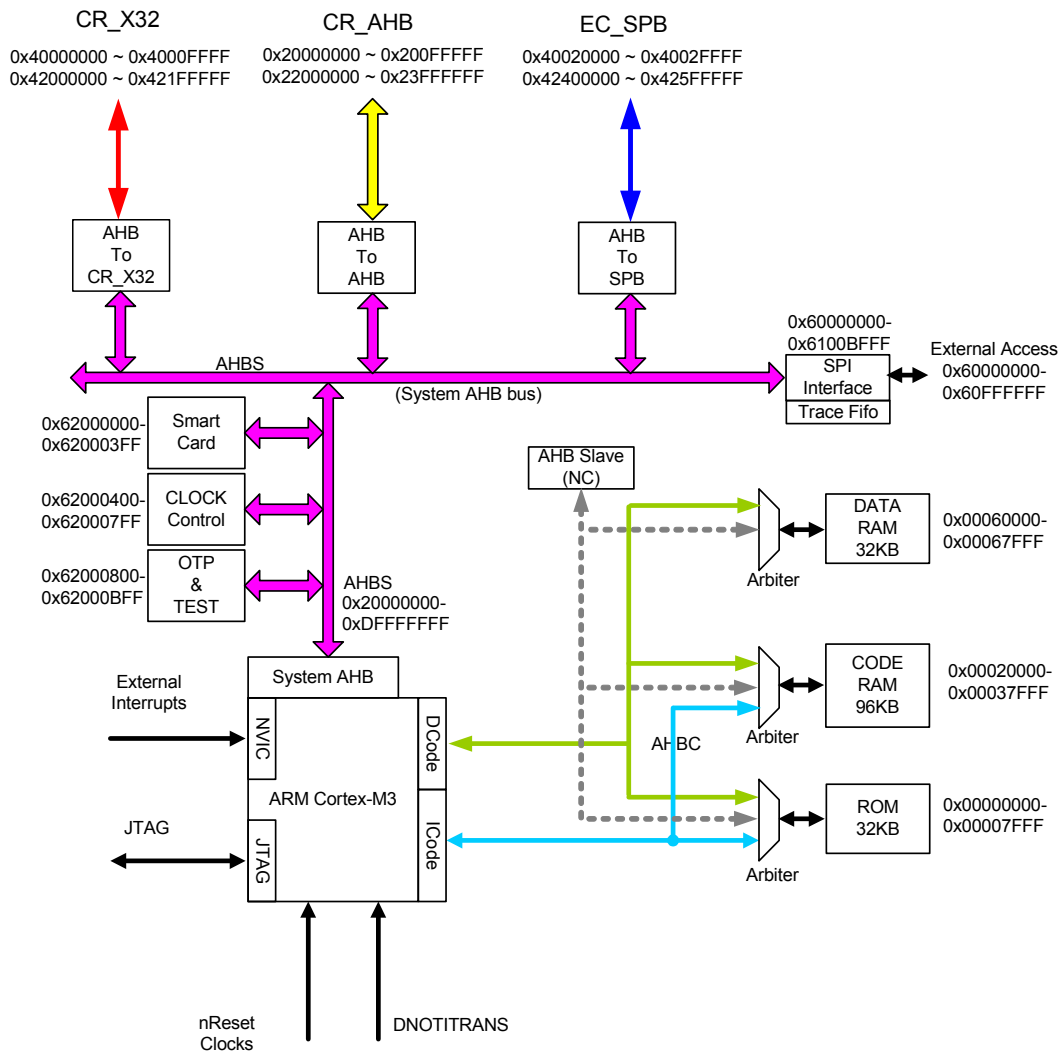 CR_X32
0x40000000 ~ 0x4000FFFF
0x42000000 ~ 0x421FFFFF
CR_AHB
0x20000000 ~ 0x200FFFFF
0x22000000 ~ 0x23FFFFFF
EC_SPB
0x40020000 ~ 0x4002FFFF
0x42400000 ~ 0x425FFFFF
AHB
To
CR_X32
AHB
To
AHB
AHB
To
SPB
AHBS
(System AHB bus)
0x60000000-
0x6100BFFF
SPI
Interface
Trace Fifo
External Access
0x60000000-
0x60FFFFFF
0x62000000-
0x620003FF
Smart
Card
0x62000400-
0x620007FF
CLOCK
Control
0x62000800-
0x62000BFF
OTP
&
TEST
AHBS
0x20000000-
0xDFFFFFFF
AHB Slave
(NC)
Arbiter
DATA
RAM
32KB
0x00060000-
0x00067FFF
Arbiter
CODE
RAM
96KB
0x00020000-
0x00037FFF
AHBC
Arbiter
ROM
32KB
0x00000000-
0x00007FFF
System AHB
External
Interrupts
NVIC
DCode
ARM Cortex-M3
JTAG
JTAG
ICode
nReset
Clocks
DNOTITRANS